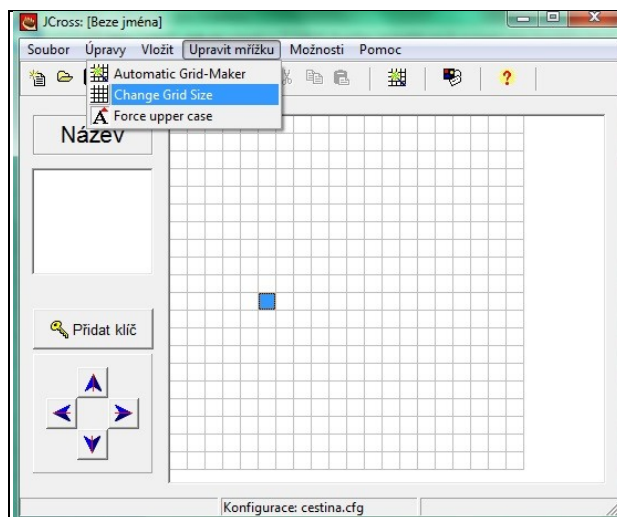 JCross: [Beze jména]
Soubor Úpravy Vložit Upravit mřížku Možnosti Pomoc
Automatic Grid-Maker
Change Grid Size
A Force upper case
?
Název
Přidat klíč
Konfigurace: cestina.cfg